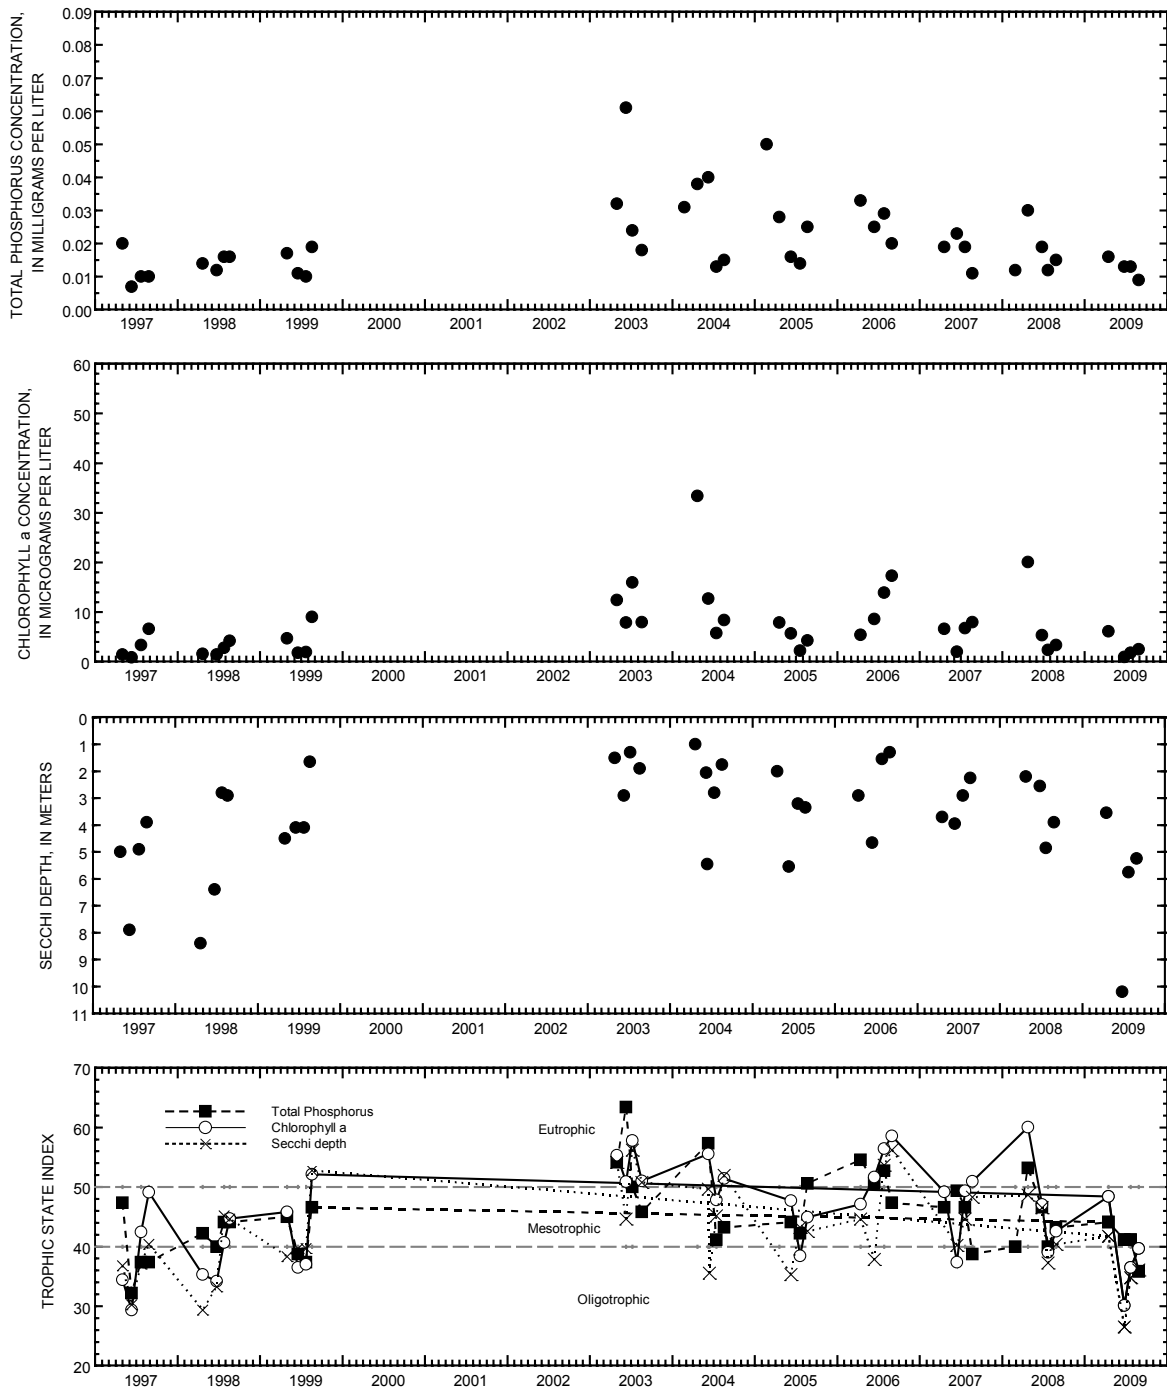 TOTAL PHOSPHORUS CONCENTRATION,
IN MILLIGRAMS PER LITER
0.09
0.08
0.07
0.06
0.05
0.04
0.03
0.02
0.01
0.00
1997 1998 1999 2000 2001 2002 2003 2004 2005 2006 2007 2008 2009
CHLOROPHYLL a CONCENTRATION,
IN MICROGRAMS PER LITER
60
50
40
30
20
10
0
1997 1998 1999 2000 2001 2002 2003 2004 2005 2006 2007 2008 2009
SECCHI DEPTH, IN METERS
0
1
2
3
4
5
6
7
8
9
10
11
1997 1998 1999 2000 2001 2002 2003 2004 2005 2006 2007 2008 2009
TROPHIC STATE INDEX
70
60
50
40
30
20
Total Phosphorus
Chlorophyll a
Secchi depth
Eutrophic
Mesotrophic
Oligotrophic
1997 1998 1999 2000 2001 2002 2003 2004 2005 2006 2007 2008 2009